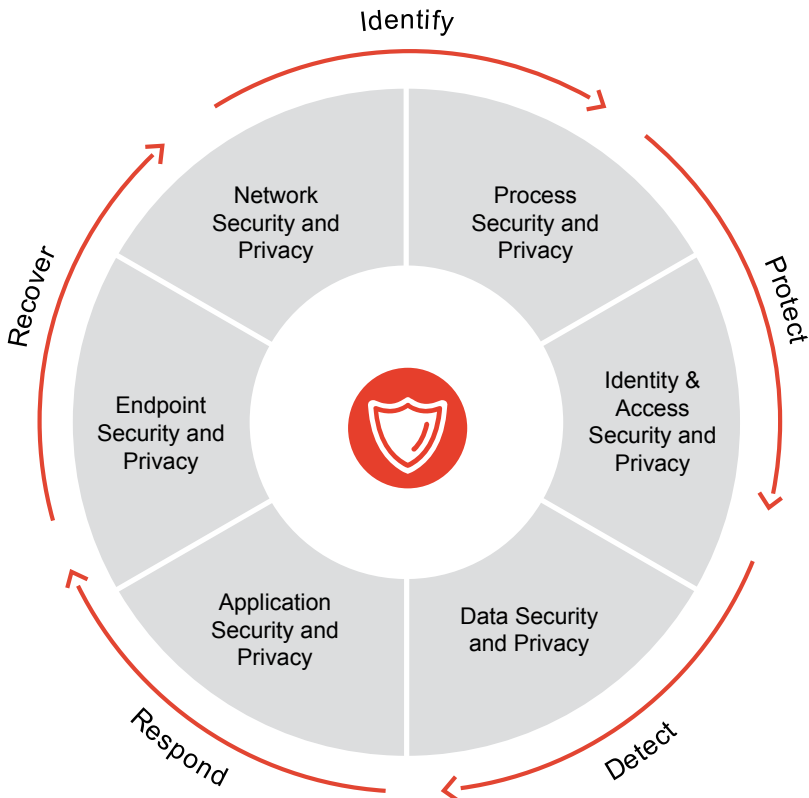 Identify
Network
Security and
Privacy
Process
Security and
Privacy
Recover
Protect
Endpoint
Security and
Privacy
Identity &
Access
Security and
Privacy
Application
Security and
Privacy
Data Security
and Privacy
Respond
Detect